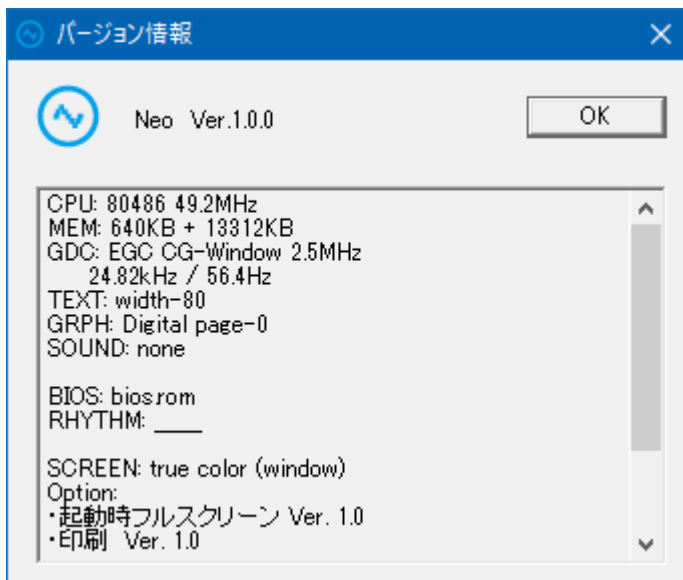 バージョン情報
Neo Ver.1.0.0
OK
CPU: 80486 49.2MHz
MEM: 640KB + 13312KB
GDC: EGC CG-Window 2.5MHz
24.82kHz / 56.4Hz
TEXT: width-80
GRPH: Digital page-0
SOUND: none
BIOS: biosrom
RHYTHM: ____
SCREEN: true color (window)
Option:
・起動時フルスクリーン Ver. 1.0
・印刷 Ver. 1.0